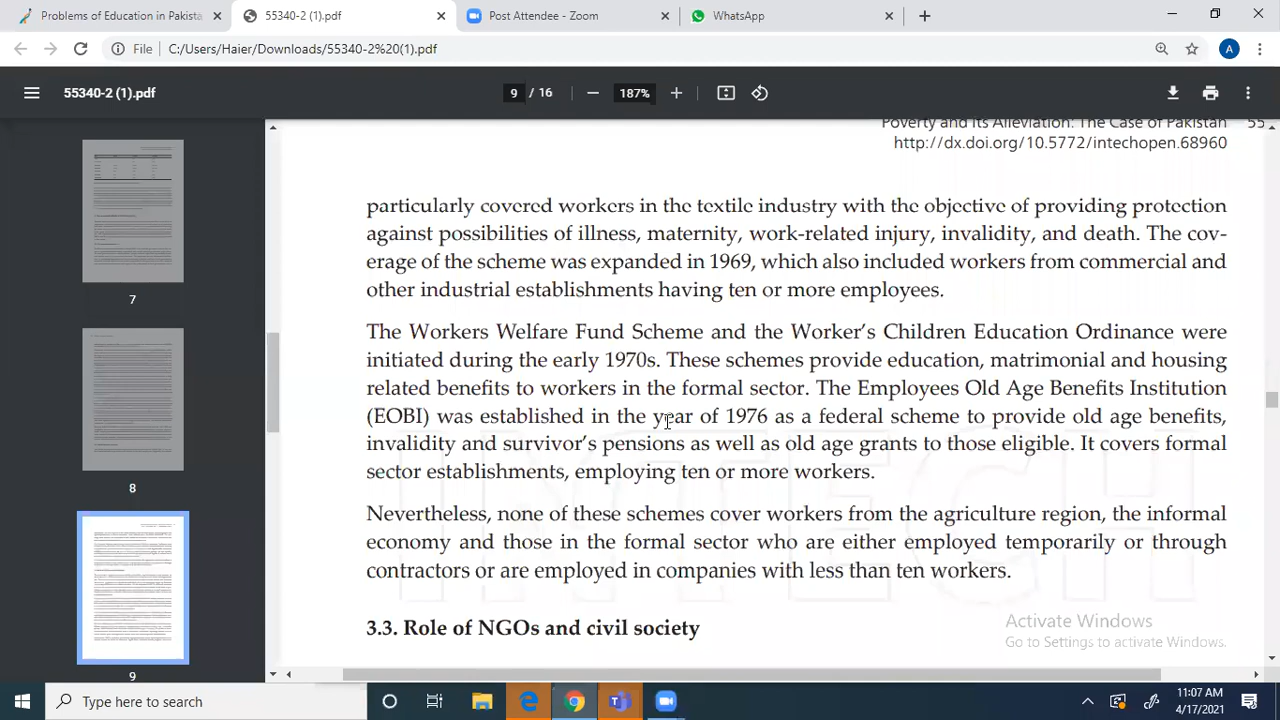 Problems of Education in Pakista
55340-2 (1).pdf
Post Attendee - Zoom
WhatsApp
File C:/Users/Haier/Downloads/55340-2%20(1).pdf
A
55340-2 (1).pdf
9 / 16
187%
Poverty and its Alleviation: The Case of Pakistan 55
http://dx.doi.org/10.5772/intechopen.68960
particularly covered workers in the textile industry with the objective of providing protection
against possibilities of illness, maternity, work-related injury, invalidity, and death. The cov-
erage of the scheme was expanded in 1969, which also included workers from commercial and
other industrial establishments having ten or more employees.
The Workers Welfare Fund Scheme and the Worker's Children Education Ordinance were
initiated during the early 1970s. These schemes provide education, matrimonial and housing
related benefits to workers in the formal sector. The Employees Old Age Benefits Institution
(EOBI) was established in the year of 1976 as a federal scheme to provide old age benefits,
invalidity and survivor's pensions as well as old age grants to those eligible. It covers formal
sector establishments, employing ten or more workers.
Nevertheless, none of these schemes cover workers from the agriculture region, the informal
economy and those in the formal sector who are either employed temporarily or through
contractors or are employed in companies with less than ten workers.
3.3. Role of NGOs and civil society
7
8
9
Activate Windows
Go to Settings to activate Windows.
Type here to search
11:07 AM
4/17/2021